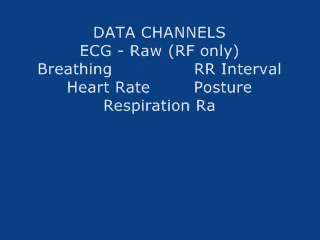 DATA CHANNELS
ECG - Raw (RF only)
Breathing RR Interval
Heart Rate Posture
Respiration Ra